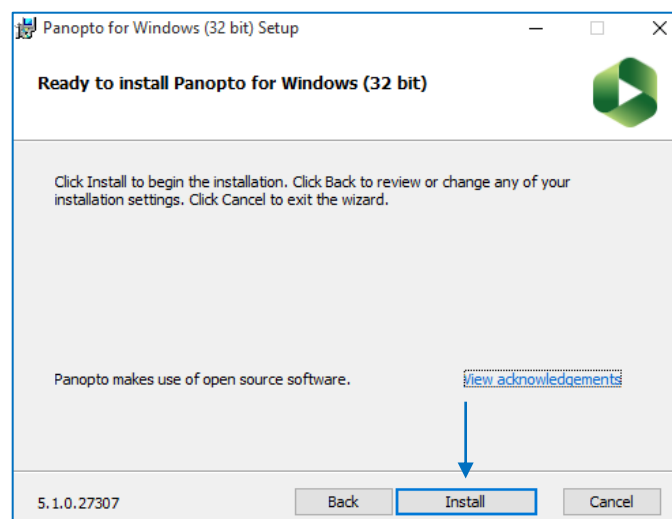 Panopto for Windows (32 bit) Setup
Ready to install Panopto for Windows (32 bit)
Click Install to begin the installation. Click Back to review or change any of your
installation settings. Click Cancel to exit the wizard.
Panopto makes use of open source software. View acknowledgements
5.1.0.27307 Back Install Cancel